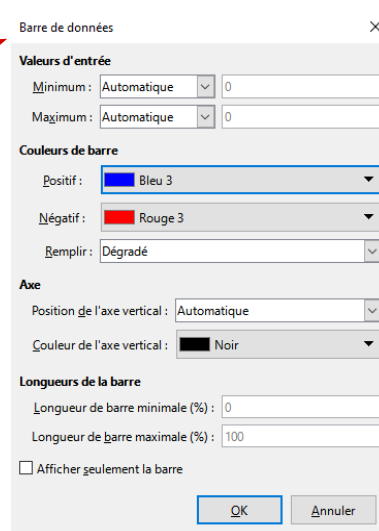 Barre de données
Valeurs d'entrée
Minimum : Automatique 0
Maximum : Automatique 0
Couleurs de barre
Positif : Bleu 3
Négatif : Rouge 3
Remplir : Dégradé
Axe
Position de l'axe vertical : Automatique
Couleur de l'axe vertical : Noir
Longueurs de la barre
Longueur de barre minimale (%) : 0
Longueur de barre maximale (%) : 100
Afficher seulement la barre
OK Annuler